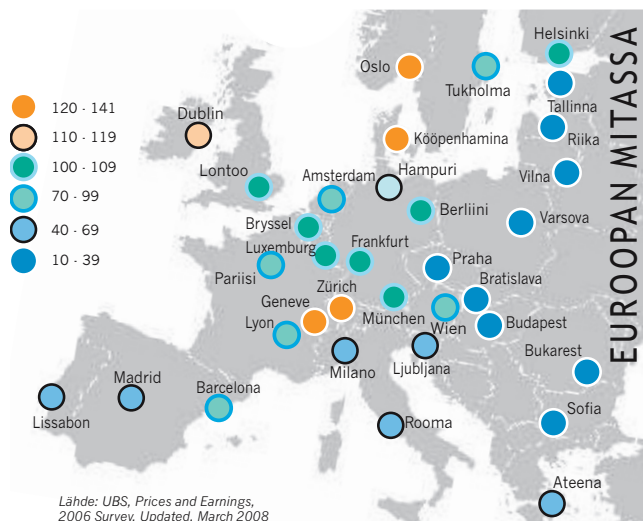 EUROOPAN MITASSA
120 - 141
110 - 119
100 - 109
70 - 99
40 - 69
10 - 39
Helsinki
Oslo
Tukholma
Tallinna
Dublin
Riika
Kööpenhamina
Lontoo
Amsterdam
Hampuri
Vilna
Berliini
Varsova
Bryssel
Luxemburg
Frankfurt
Praha
Pariisi
Bratislava
Zürich
Geneve
München
Wien
Budapest
Lyon
Bukarest
Milano
Ljubljana
Madrid
Barcelona
Lissabon
Rooma
Sofia
Ateena
Lähde: UBS, Prices and Earnings,
2006 Survey. Updated, March 2008